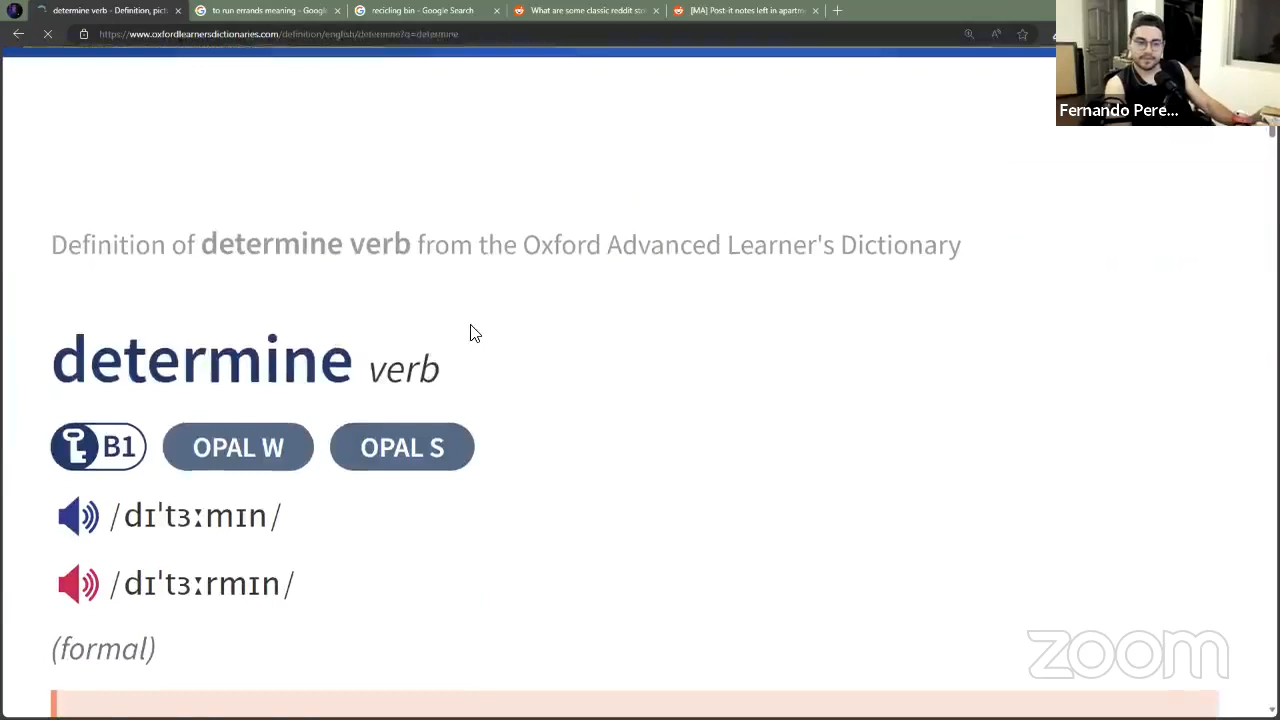 determine verb - Definition, pict
to run errands meaning - Google
recicling bin - Google Search
What are some classic reddit st
[MA] Post-it notes left in apartm
https://www.oxfordlearnersdictionaries.com/definition/english/determine?q=determine
Fernando Pere...
Definition of determine verb from the Oxford Advanced Learner's Dictionary
determine verb
B1 OPAL W OPAL S
/dɪˈtɜːmɪn/
/dɪˈtɜːrmɪn/
(formal)
zoom